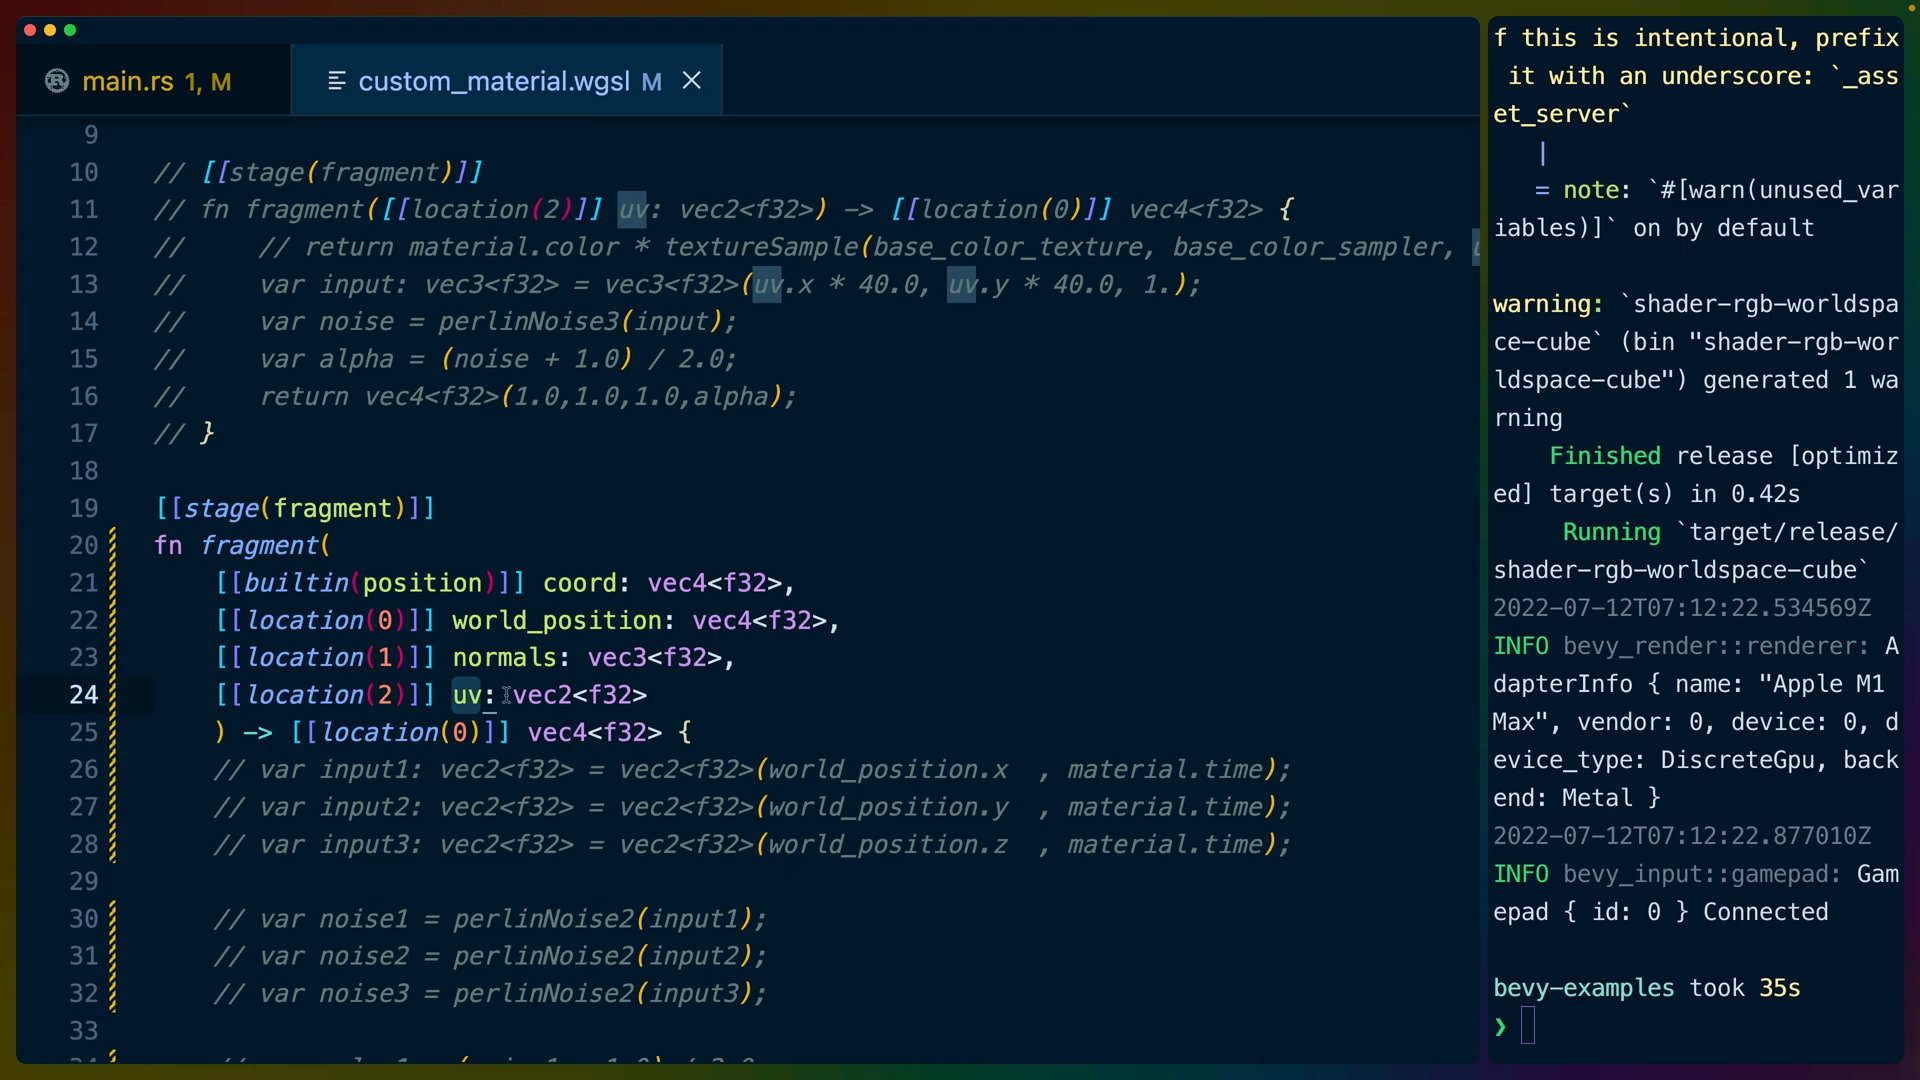 main.rs 1, M
custom_material.wgsl M
9
10 // [[stage(fragment)]]
11 // fn fragment([[location(2)]] uv: vec2<f32>) -> [[location(0)]] vec4<f32> {
12 //     // return material.color * textureSample(base_color_texture, base_color_sampler,
13 //     var input: vec3<f32> = vec3<f32>(uv.x * 40.0, uv.y * 40.0, 1.);
14 //     var noise = perlinNoise3(input);
15 //     var alpha = (noise + 1.0) / 2.0;
16 //     return vec4<f32>(1.0,1.0,1.0,alpha);
17 // }
18
19 [[stage(fragment)]]
20 fn fragment(
21     [[builtin(position)]] coord: vec4<f32>,
22     [[location(0)]] world_position: vec4<f32>,
23     [[location(1)]] normals: vec3<f32>,
24     [[location(2)]] uv: vec2<f32>
25     ) -> [[location(0)]] vec4<f32> {
26     // var input1: vec2<f32> = vec2<f32>(world_position.x  , material.time);
27     // var input2: vec2<f32> = vec2<f32>(world_position.y  , material.time);
28     // var input3: vec2<f32> = vec2<f32>(world_position.z  , material.time);
29
30     // var noise1 = perlinNoise2(input1);
31     // var noise2 = perlinNoise2(input2);
32     // var noise3 = perlinNoise2(input3);
33
f this is intentional, prefix
it with an underscore: `_ass
et_server`
|
= note: `#[warn(unused_var
iables)]` on by default
warning: `shader-rgb-worldspa
ce-cube` (bin "shader-rgb-wor
ldspace-cube") generated 1 wa
rning
Finished release [optimiz
ed] target(s) in 0.42s
Running `target/release/
shader-rgb-worldspace-cube`
2022-07-12T07:12:22.534569Z
INFO bevy_render::renderer: A
dapterInfo { name: "Apple M1
Max", vendor: 0, device: 0, d
evice_type: DiscreteGpu, back
end: Metal }
2022-07-12T07:12:22.877010Z
INFO bevy_input::gamepad: Gam
epad { id: 0 } Connected
bevy-examples took 35s
❯